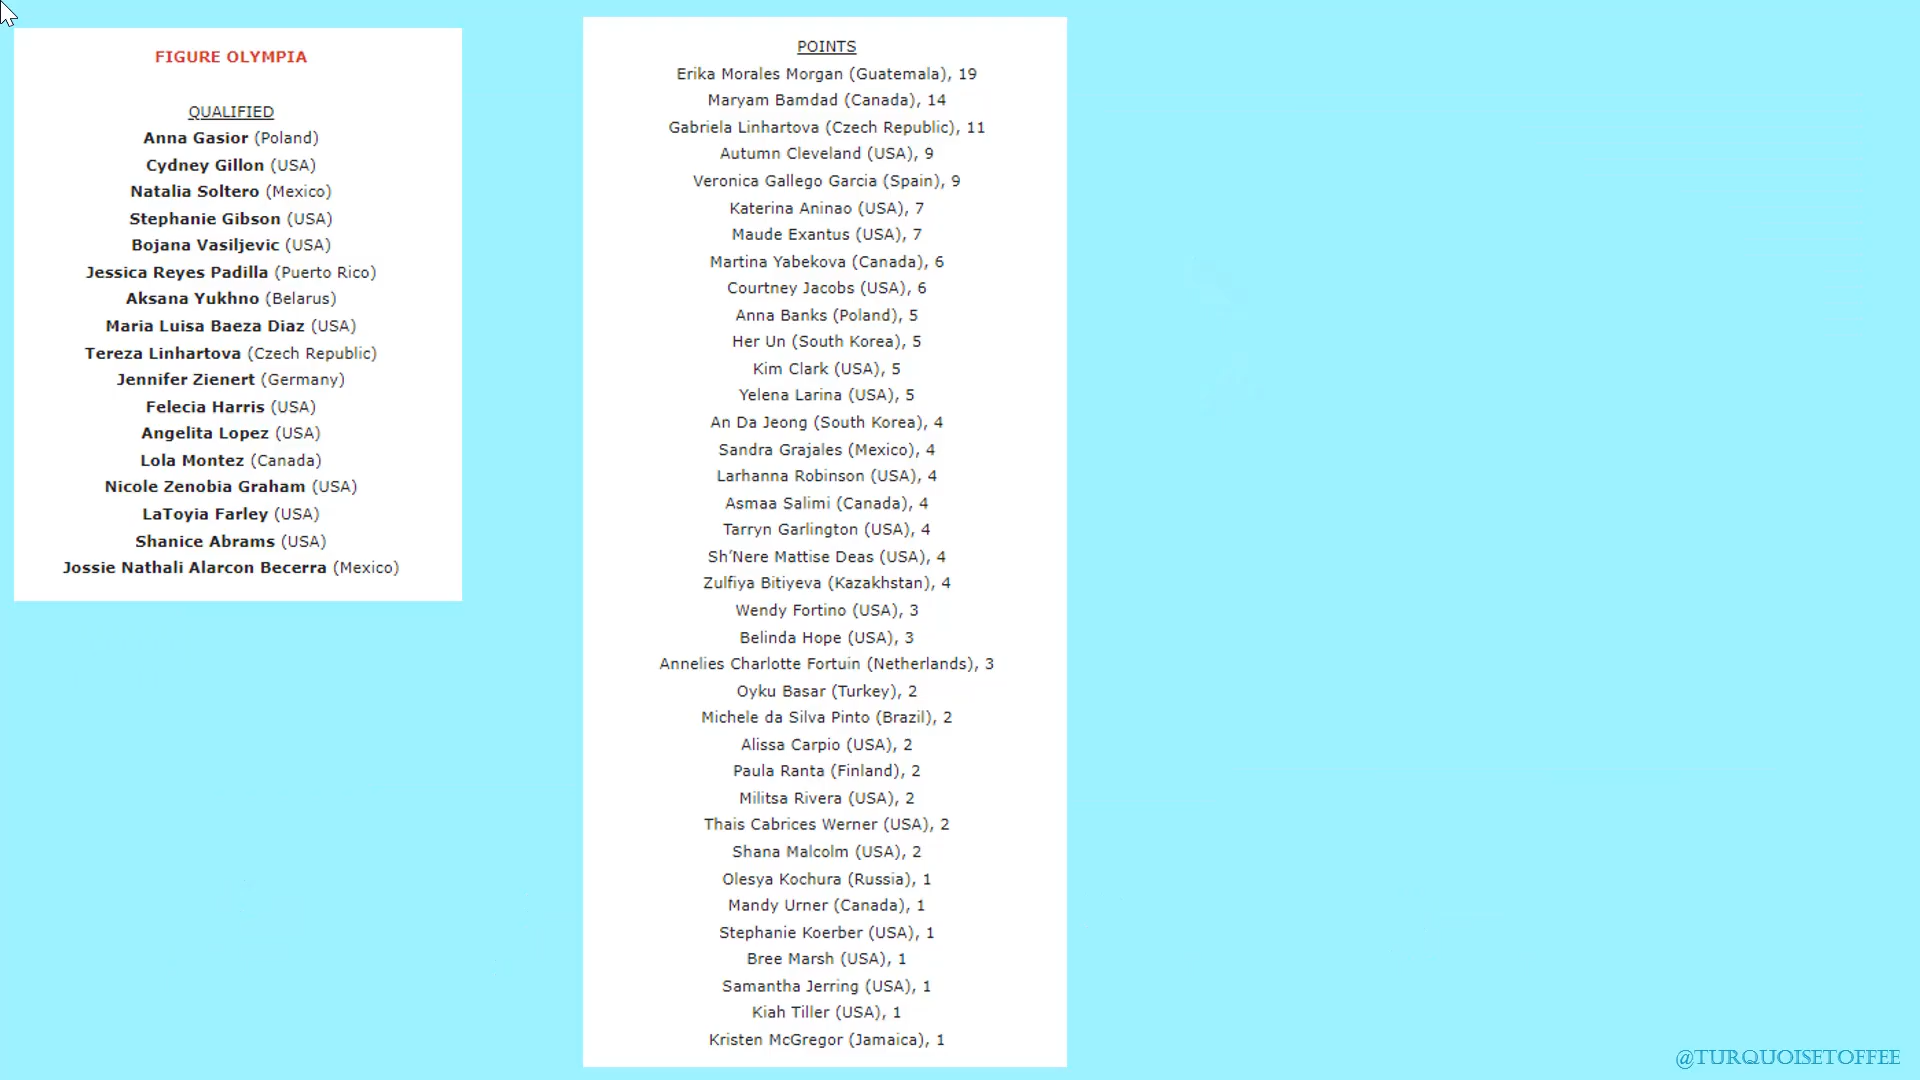 FIGURE OLYMPIA
QUALIFIED
Anna Gasior (Poland)
Cydney Gillon (USA)
Natalia Soltero (Mexico)
Stephanie Gibson (USA)
Bojana Vasiljevic (USA)
Jessica Reyes Padilla (Puerto Rico)
Aksana Yukhno (Belarus)
Maria Luisa Baeza Diaz (USA)
Tereza Linhartova (Czech Republic)
Jennifer Zienert (Germany)
Felecia Harris (USA)
Angelita Lopez (USA)
Lola Montez (Canada)
Nicole Zenobia Graham (USA)
LaToyia Farley (USA)
Shanice Abrams (USA)
Jossie Nathali Alarcon Becerra (Mexico)
POINTS
Erika Morales Morgan (Guatemala), 19
Maryam Bamdad (Canada), 14
Gabriela Linhartova (Czech Republic), 11
Autumn Cleveland (USA), 9
Veronica Gallego Garcia (Spain), 9
Katerina Aninao (USA), 7
Maude Exantus (USA), 7
Martina Yabekova (Canada), 6
Courtney Jacobs (USA), 6
Anna Banks (Poland), 5
Her Un (South Korea), 5
Kim Clark (USA), 5
Yelena Larina (USA), 5
An Da Jeong (South Korea), 4
Sandra Grajales (Mexico), 4
Larhanna Robinson (USA), 4
Asmaa Salimi (Canada), 4
Tarryn Garlington (USA), 4
Sh’Nere Mattise Deas (USA), 4
Zulfiya Bitiyeva (Kazakhstan), 4
Wendy Fortino (USA), 3
Belinda Hope (USA), 3
Annelies Charlotte Fortuin (Netherlands), 3
Oyku Basar (Turkey), 2
Michele da Silva Pinto (Brazil), 2
Alissa Carpio (USA), 2
Paula Ranta (Finland), 2
Militsa Rivera (USA), 2
Thais Cabrices Werner (USA), 2
Shana Malcolm (USA), 2
Olesya Kochura (Russia), 1
Mandy Urner (Canada), 1
Stephanie Koerber (USA), 1
Bree Marsh (USA), 1
Samantha Jerring (USA), 1
Kiah Tiller (USA), 1
Kristen McGregor (Jamaica), 1
@TURQUOISETOFFEE